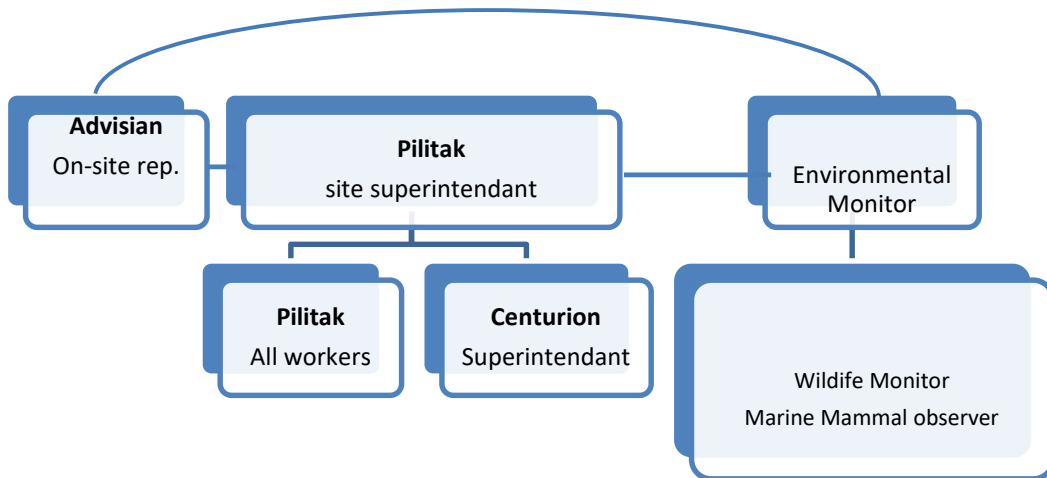 Advisian
On-site rep.
Pilitak
site superintendant
Environmental
Monitor
Pilitak
All workers
Centurion
Superintendant
Wildife Monitor
Marine Mammal observer